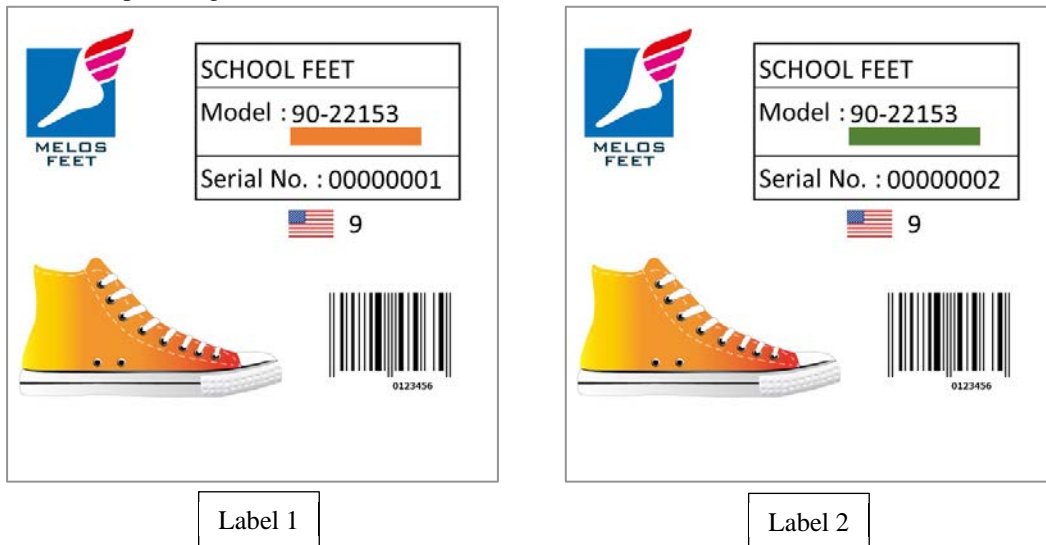 MELOS
FEET
SCHOOL FEET
Model : 90-22153
Serial No. : 00000001
9
0123456
Label 1
MELOS
FEET
SCHOOL FEET
Model : 90-22153
Serial No. : 00000002
9
0123456
Label 2